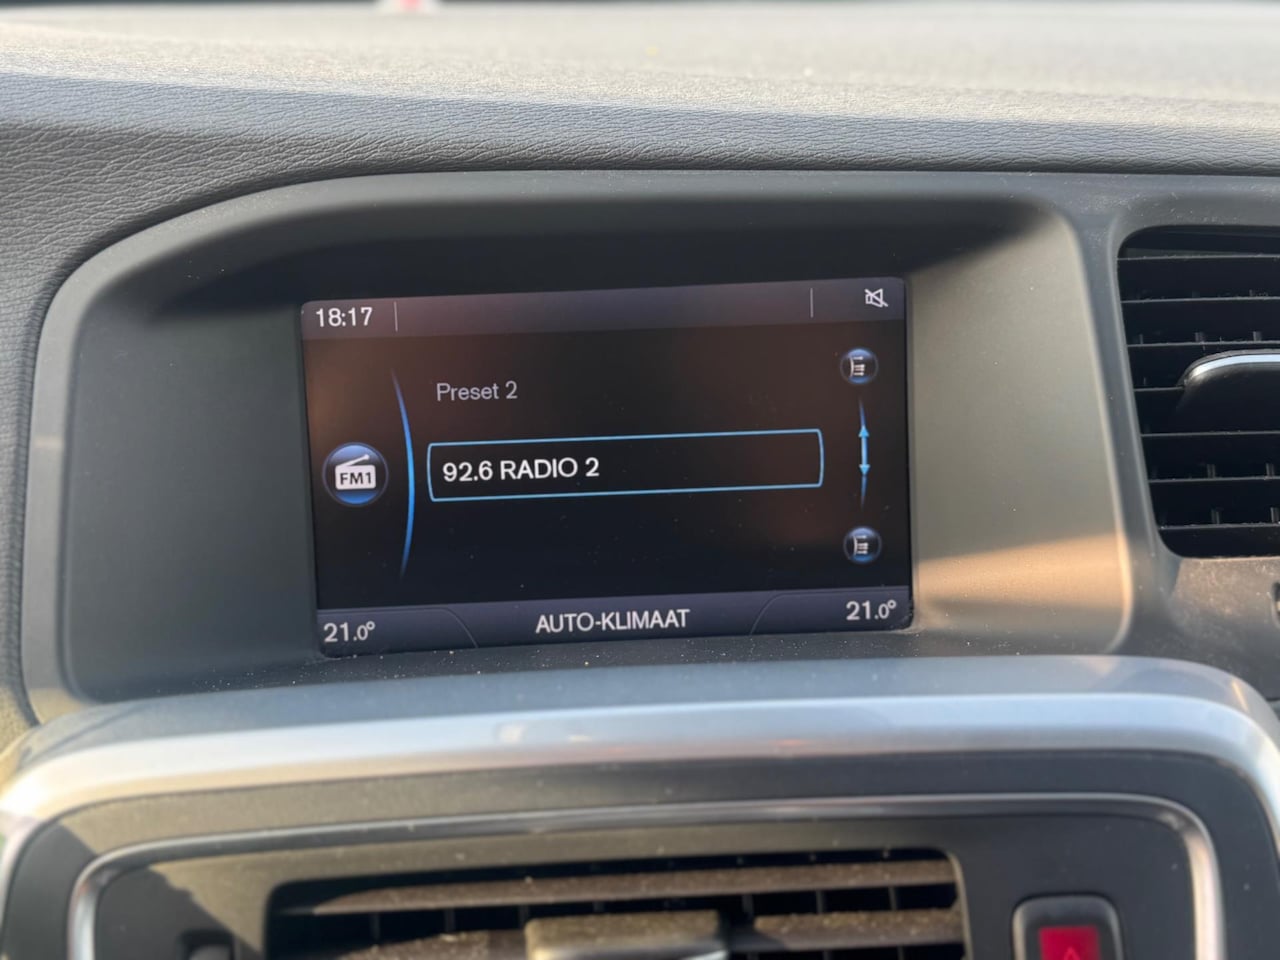 18:17
Preset 2
FM1
92.6 RADIO 2
21.0° AUTO-KLIMAAT 21.0°